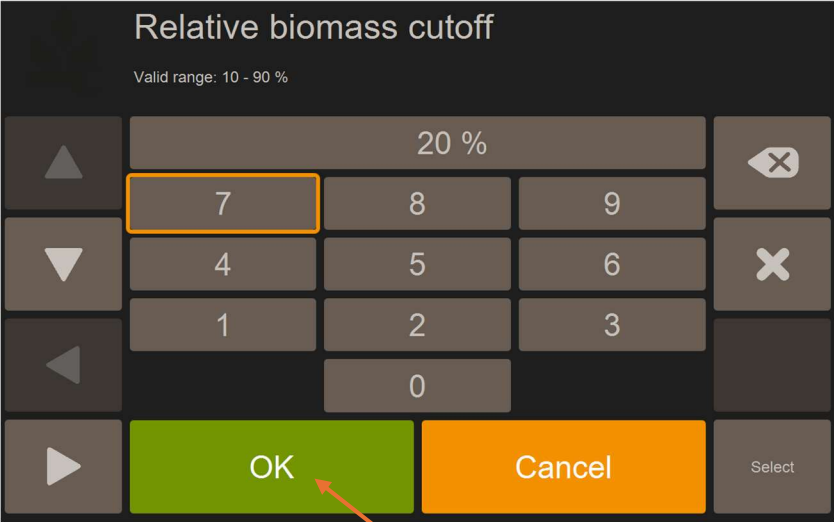 Relative biomass cutoff
Valid range: 10 - 90 %
20 %
7 8 9
4 5 6
1 2 3
0
OK Cancel Select